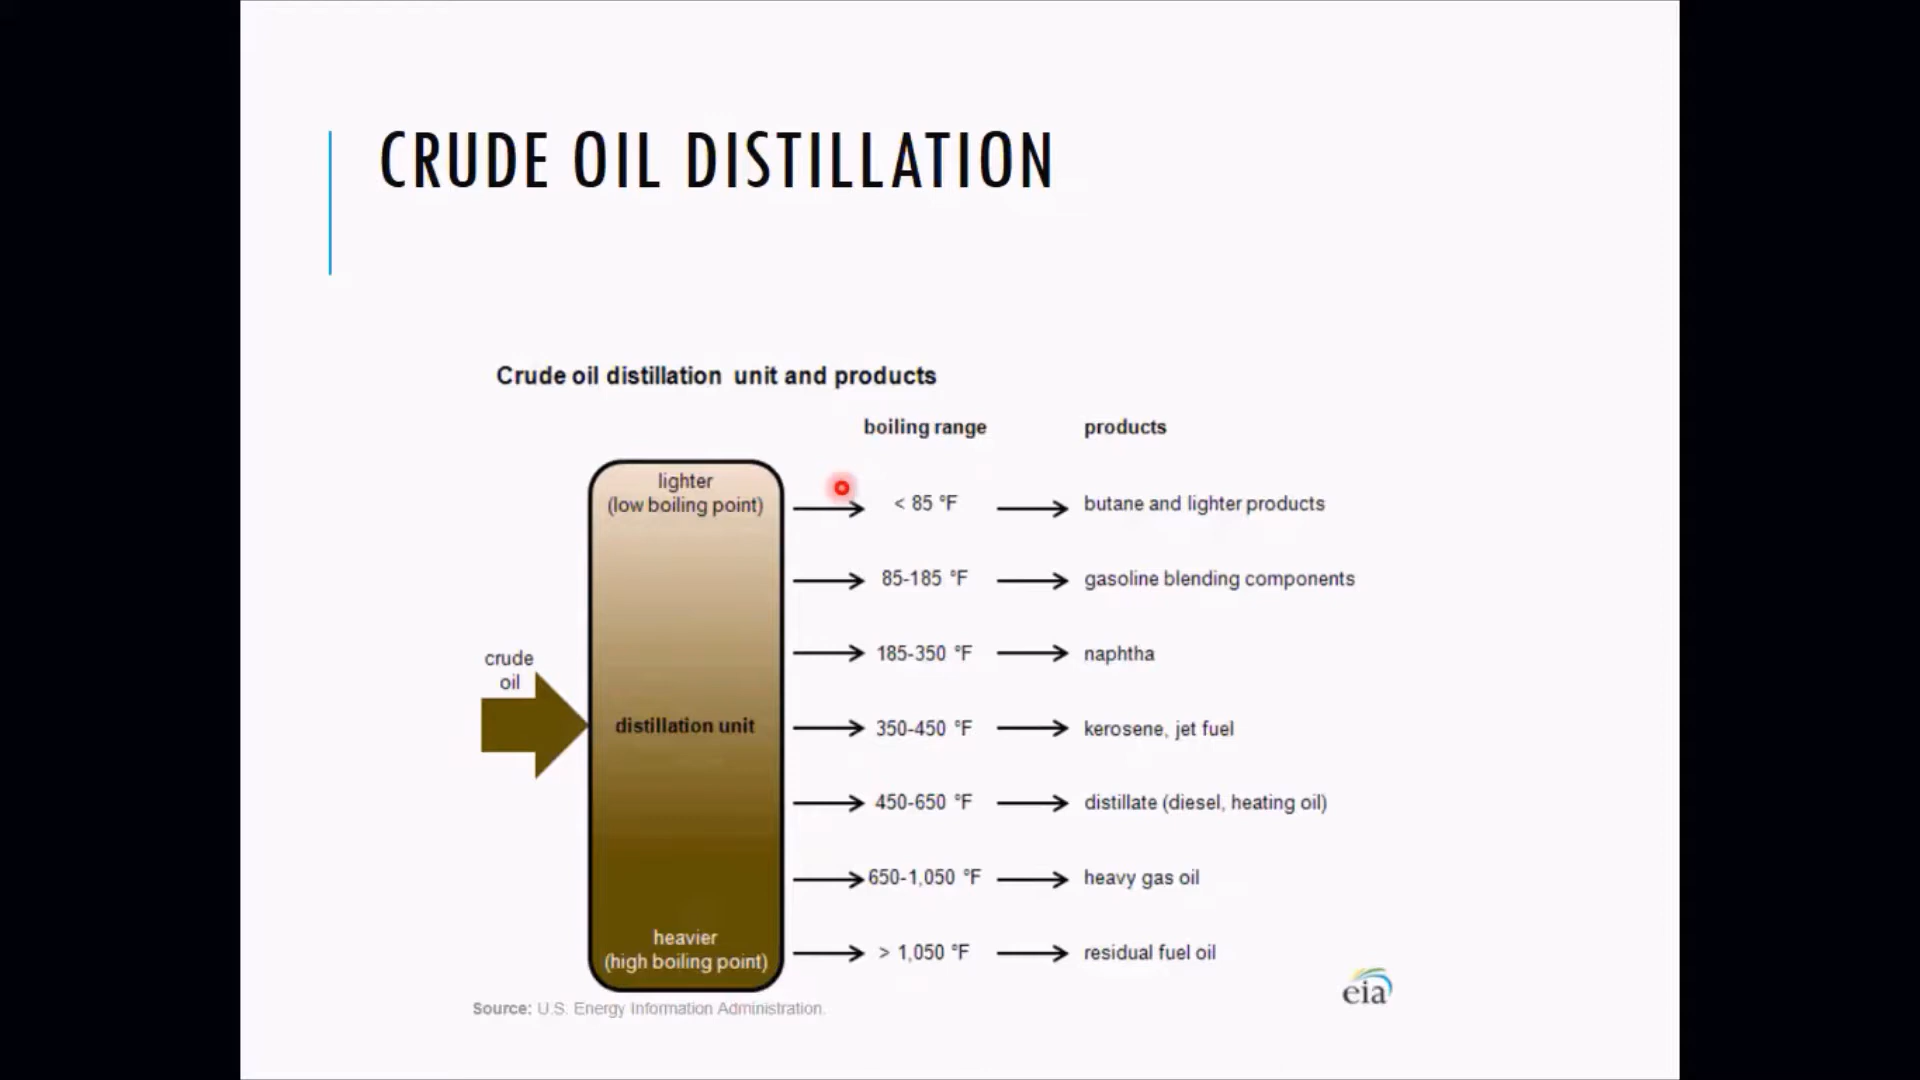 CRUDE OIL DISTILLATION
Crude oil distillation unit and products
boiling range products
lighter
(low boiling point)
< 85 °F butane and lighter products
85-185 °F gasoline blending components
185-350 °F naphtha
crude
oil
distillation unit
350-450 °F kerosene, jet fuel
450-650 °F distillate (diesel, heating oil)
650-1,050 °F heavy gas oil
heavier
(high boiling point)
> 1,050 °F residual fuel oil
eia
Source: U.S. Energy Information Administration.